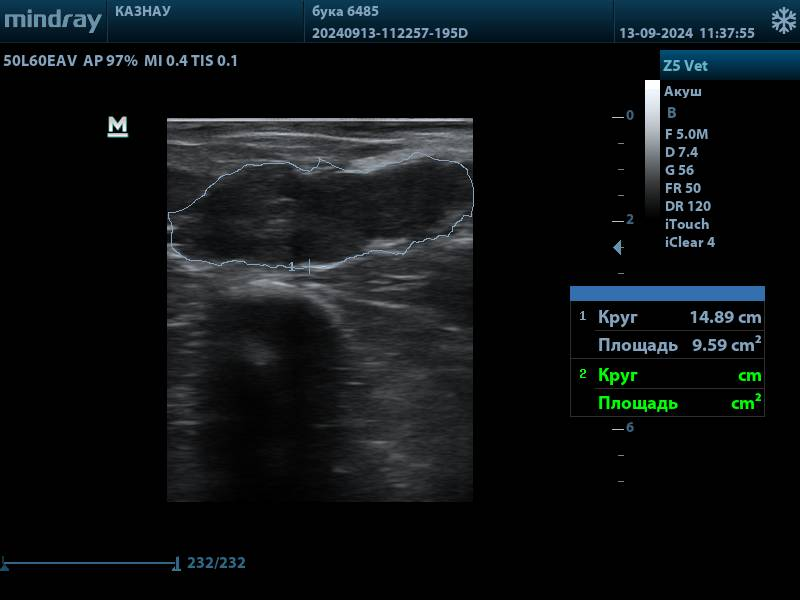 mindray
КАЗНАУ
бука 6485
20240913-112257-195D
13-09-2024 11:37:55
50L60EAV AP 97% MI 0.4 TIS 0.1
Z5 Vet
M
Акуш
B
F 5.0M
D 7.4
G 56
FR 50
DR 120
iTouch
iClear 4
0
2
6
1
1 Круг 14.89 cm
Площадь 9.59 cm²
2 Круг cm
Площадь cm²
232/232